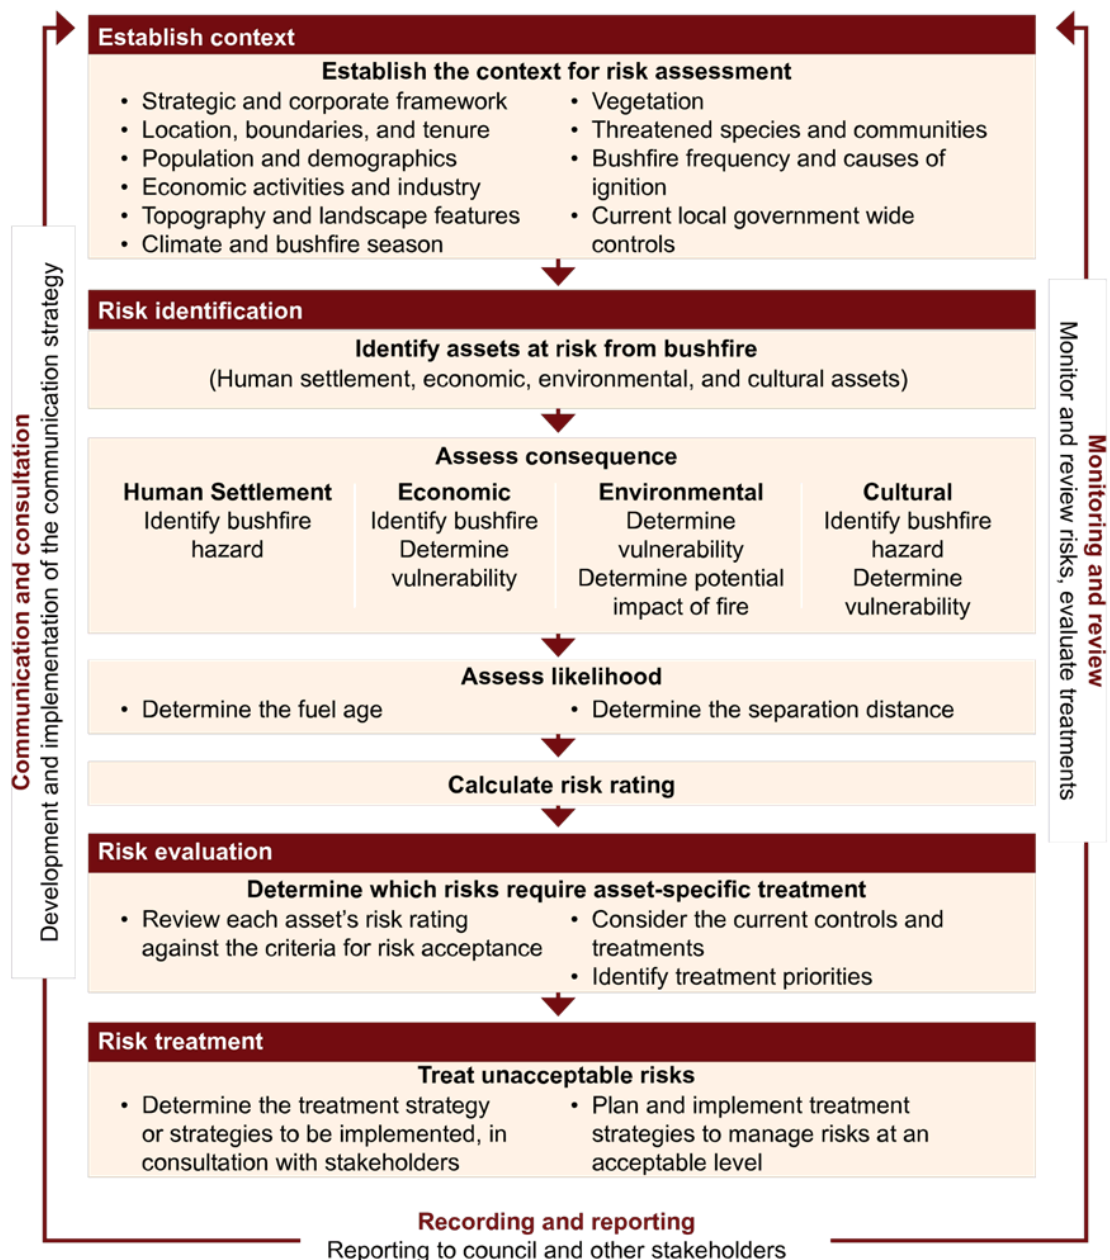 Establish context
Establish the context for risk assessment
• Strategic and corporate framework
• Location, boundaries, and tenure
• Population and demographics
• Economic activities and industry
• Topography and landscape features
• Climate and bushfire season
• Vegetation
• Threatened species and communities
• Bushfire frequency and causes of
ignition
• Current local government wide
controls
Risk identification
Identify assets at risk from bushfire
(Human settlement, economic, environmental, and cultural assets)
Assess consequence
Human Settlement
Identify bushfire
hazard
Economic
Identify bushfire
Determine
vulnerability
Environmental
Determine
vulnerability
Determine potential
impact of fire
Cultural
Identify bushfire
hazard
Determine
vulnerability
Assess likelihood
• Determine the fuel age
• Determine the separation distance
Calculate risk rating
Risk evaluation
Determine which risks require asset-specific treatment
• Review each asset's risk rating
against the criteria for risk acceptance
• Consider the current controls and
treatments
• Identify treatment priorities
Risk treatment
Treat unacceptable risks
• Determine the treatment strategy
or strategies to be implemented, in
consultation with stakeholders
• Plan and implement treatment
strategies to manage risks at an
acceptable level
Communication and consultation
Development and implementation of the communication strategy
Monitoring and review
Monitor and review risks, evaluate treatments
Recording and reporting
Reporting to council and other stakeholders